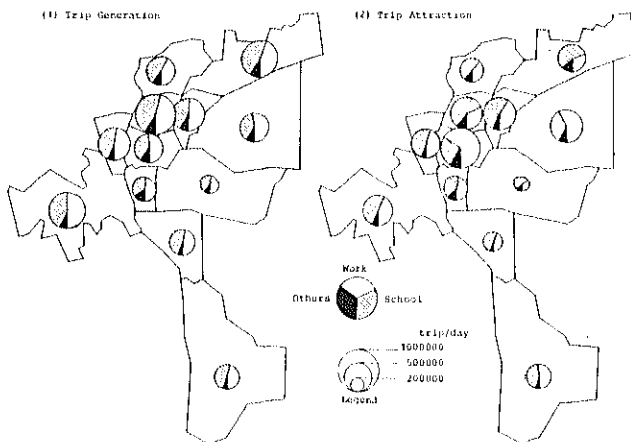 (1) Trip Generation
(2) Trip Attraction
Work
Others
School
trip/day
1000000
500000
200000
Legend